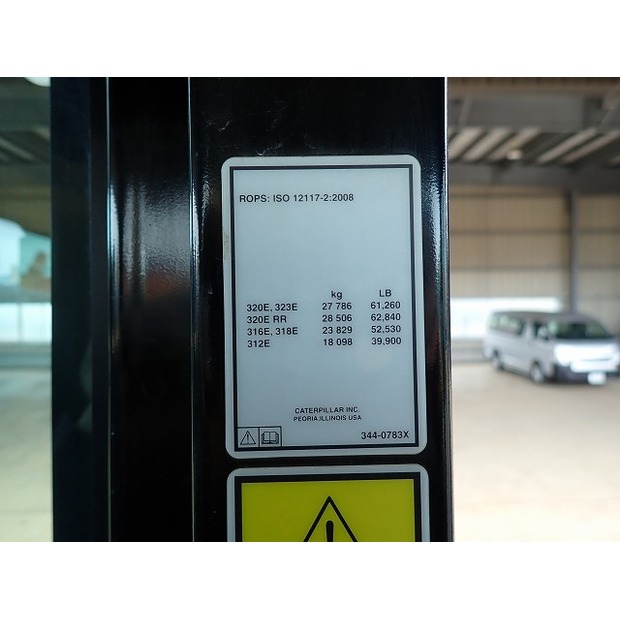 ROPS: ISO 12117-2:2008
kg LB
320E, 323E 27 786 61,260
320E RR 28 506 62,840
316E, 318E 23 829 52,530
312E 18 098 39,900
CATERPILLAR INC.
PEORIA,ILLINOIS USA
344-0783X